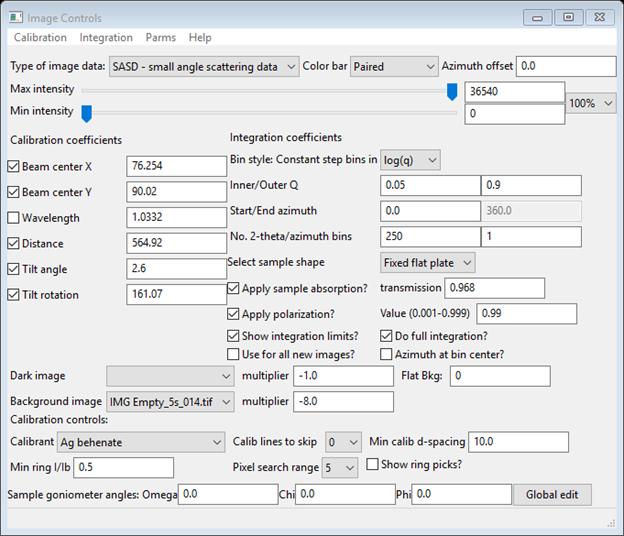 Image Controls
Calibration Integration Parms Help
Type of image data: SASD - small angle scattering data Color bar Paired Azimuth offset 0.0
Max intensity 36540
Min intensity 0 100%
Calibration coefficients Integration coefficients
Bin style: Constant step bins in log(q)
Beam center X 76.254
Inner/Outer Q 0.05 0.9
Beam center Y 90.02
Start/End azimuth 0.0 360.0
Wavelength 1.0332
No. 2-theta/azimuth bins 250 1
Distance 564.92
Select sample shape Fixed flat plate
Tilt angle 2.6
Apply sample absorption? transmission 0.968
Tilt rotation 161.07
Apply polarization? Value (0.001-0.999) 0.99
Show integration limits? Do full integration?
Use for all new images? Azimuth at bin center?
Dark image multiplier -1.0 Flat Bkg: 0
Background image IMG Empty_5s_014.tif multiplier -8.0
Calibration controls:
Calibrant Ag behenate Calib lines to skip 0 Min calib d-spacing 10.0
Min ring I/Ib 0.5 Pixel search range 5 Show ring picks?
Sample goniometer angles: Omega 0.0 Chi 0.0 Phi 0.0 Global edit